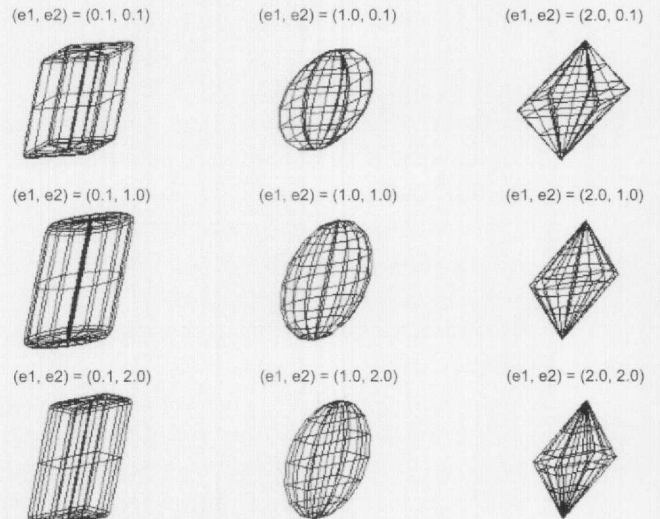 (e1, e2) = (0.1, 0.1)
(e1, e2) = (1.0, 0.1)
(e1, e2) = (2.0, 0.1)
(e1, e2) = (0.1, 1.0)
(e1, e2) = (1.0, 1.0)
(e1, e2) = (2.0, 1.0)
(e1, e2) = (0.1, 2.0)
(e1, e2) = (1.0, 2.0)
(e1, e2) = (2.0, 2.0)